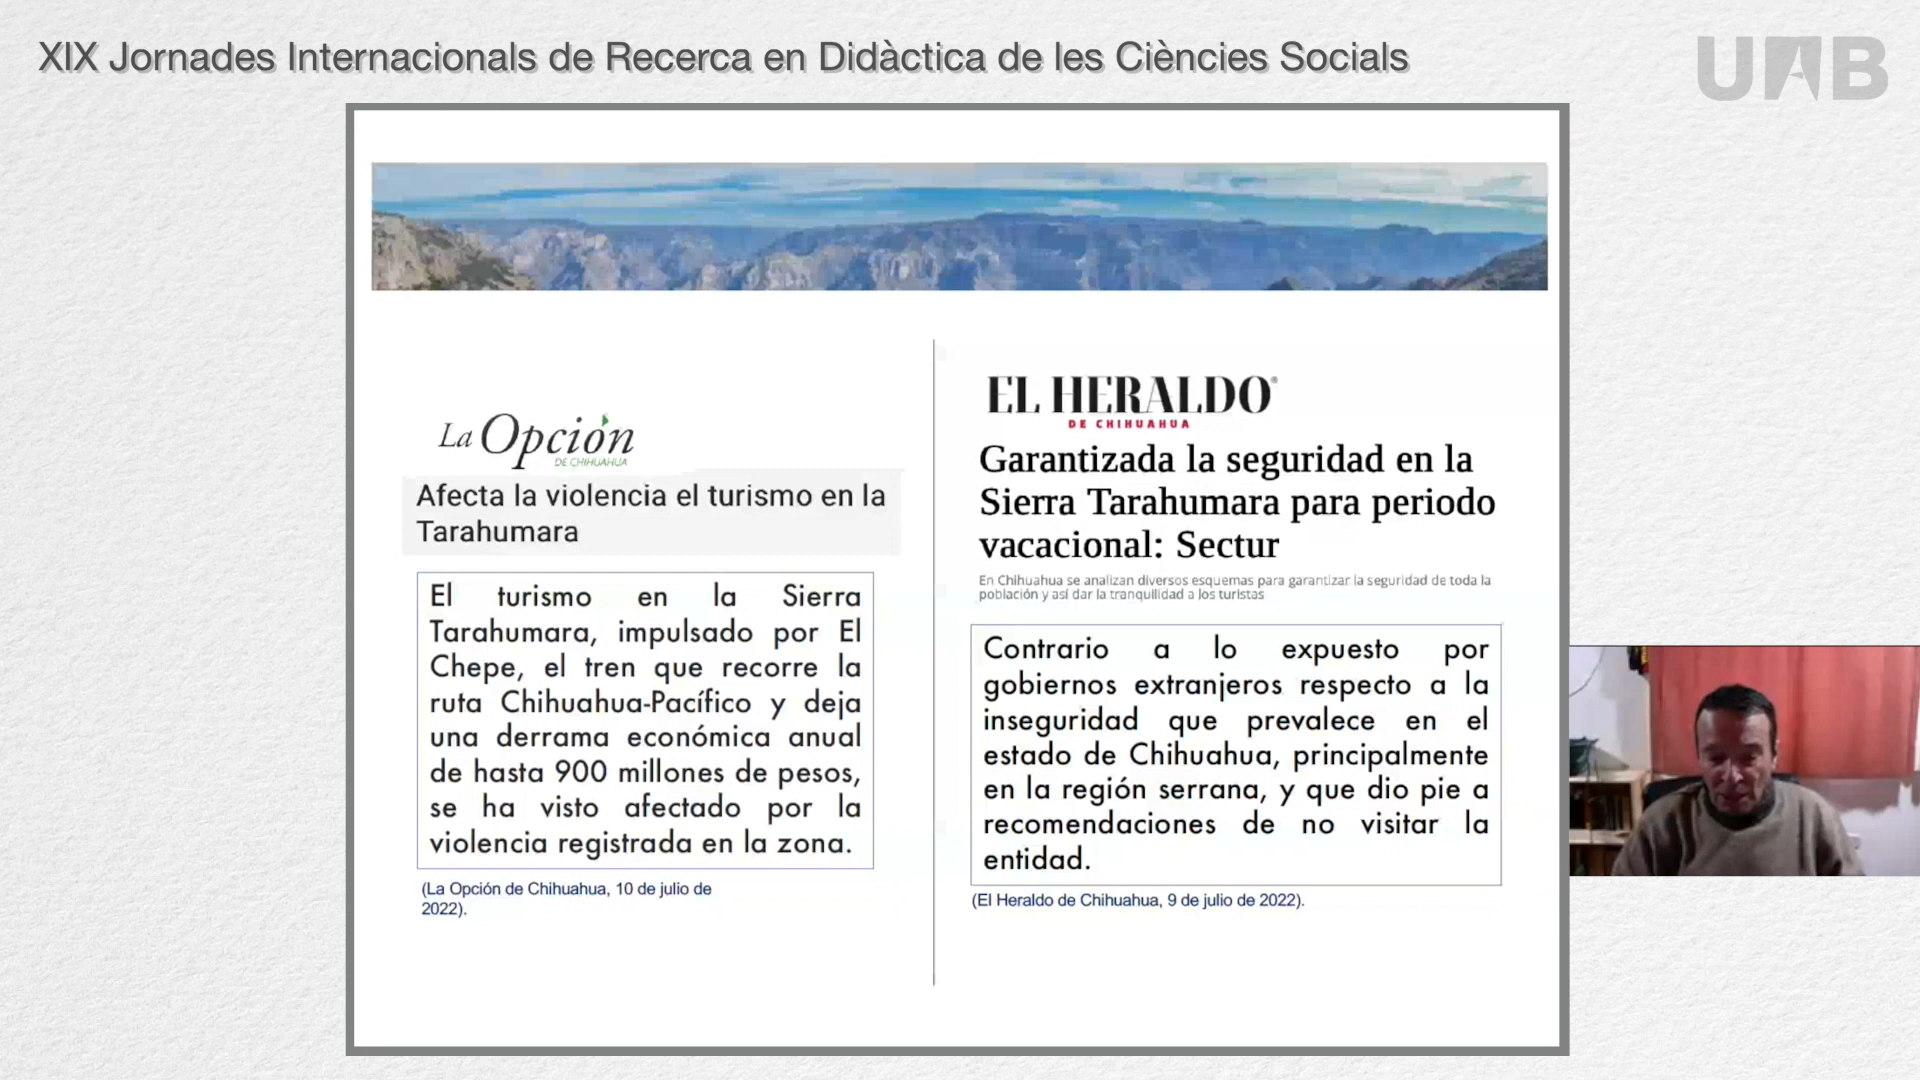 XIX Jornades Internacionals de Recerca en Didàctica de les Ciències Socials
UAB
La Opción
DE CHIHUAHUA
Afecta la violencia el turismo en la
Tarahumara
El turismo en la Sierra
Tarahumara, impulsado por El
Chepe, el tren que recorre la
ruta Chihuahua-Pacífico y deja
una derrama económica anual
de hasta 900 millones de pesos,
se ha visto afectado por la
violencia registrada en la zona.
(La Opción de Chihuahua, 10 de julio de
2022).
EL HERALDO
DE CHIHUAHUA
Garantizada la seguridad en la
Sierra Tarahumara para periodo
vacacional: Sectur
En Chihuahua se analizan diversos esquemas para garantizar la seguridad de toda la
población y así dar la tranquilidad a los turistas
Contrario a lo expuesto por
gobiernos extranjeros respecto a la
inseguridad que prevalece en el
estado de Chihuahua, principalmente
en la región serrana, y que dio pie a
recomendaciones de no visitar la
entidad.
(El Heraldo de Chihuahua, 9 de julio de 2022).